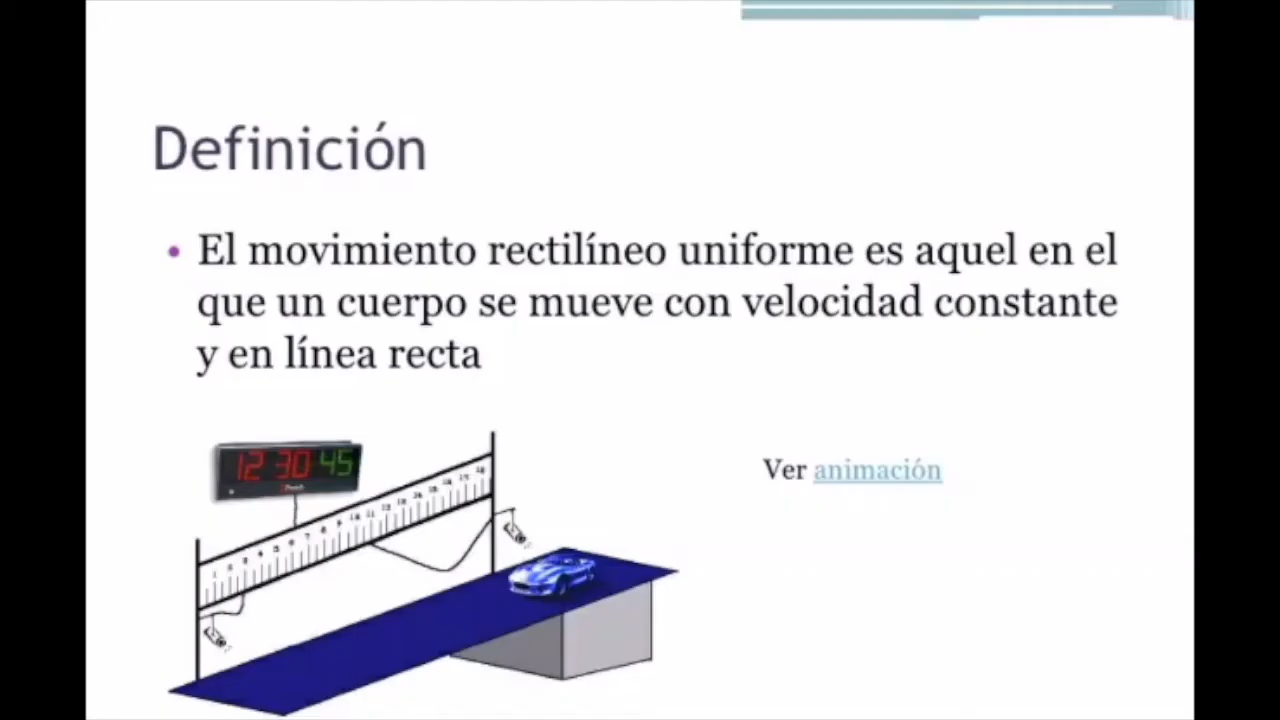 Definición
• El movimiento rectilíneo uniforme es aquel en el
que un cuerpo se mueve con velocidad constante
y en línea recta
12 30 45
Ver animación